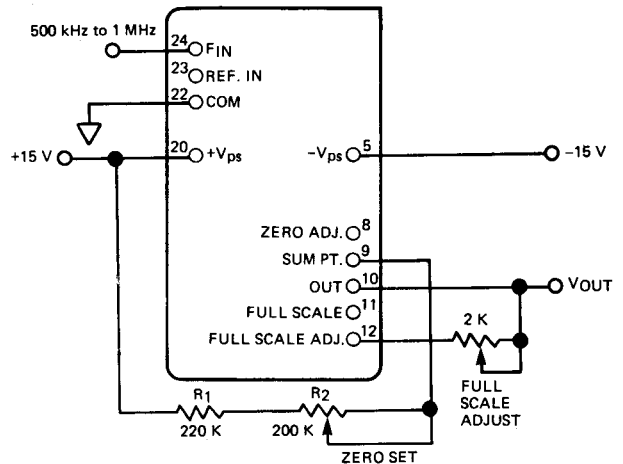 500 kHz to 1 MHz
24 FIN
23 REF. IN
22 COM
+15 V
20 +Vps
-Vps 5
-15 V
ZERO ADJ. 8
SUM PT. 9
OUT 10
VOUT
FULL SCALE 11
FULL SCALE ADJ. 12
2 K
FULL
SCALE
ADJUST
R1
220 K
R2
200 K
ZERO SET